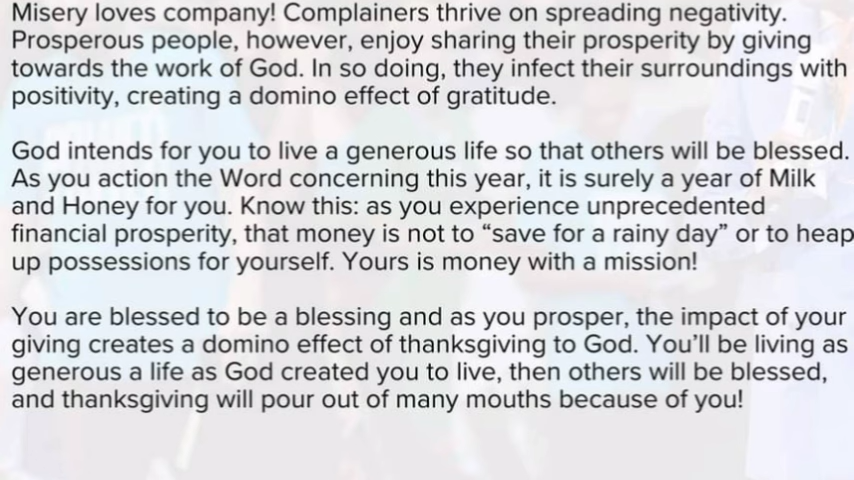 Misery loves company! Complainers thrive on spreading negativity.
Prosperous people, however, enjoy sharing their prosperity by giving
towards the work of God. In so doing, they infect their surroundings with
positivity, creating a domino effect of gratitude.
God intends for you to live a generous life so that others will be blessed.
As you action the Word concerning this year, it is surely a year of Milk
and Honey for you. Know this: as you experience unprecedented
financial prosperity, that money is not to “save for a rainy day” or to heap
up possessions for yourself. Yours is money with a mission!
You are blessed to be a blessing and as you prosper, the impact of your
giving creates a domino effect of thanksgiving to God. You’ll be living as
generous a life as God created you to live, then others will be blessed,
and thanksgiving will pour out of many mouths because of you!